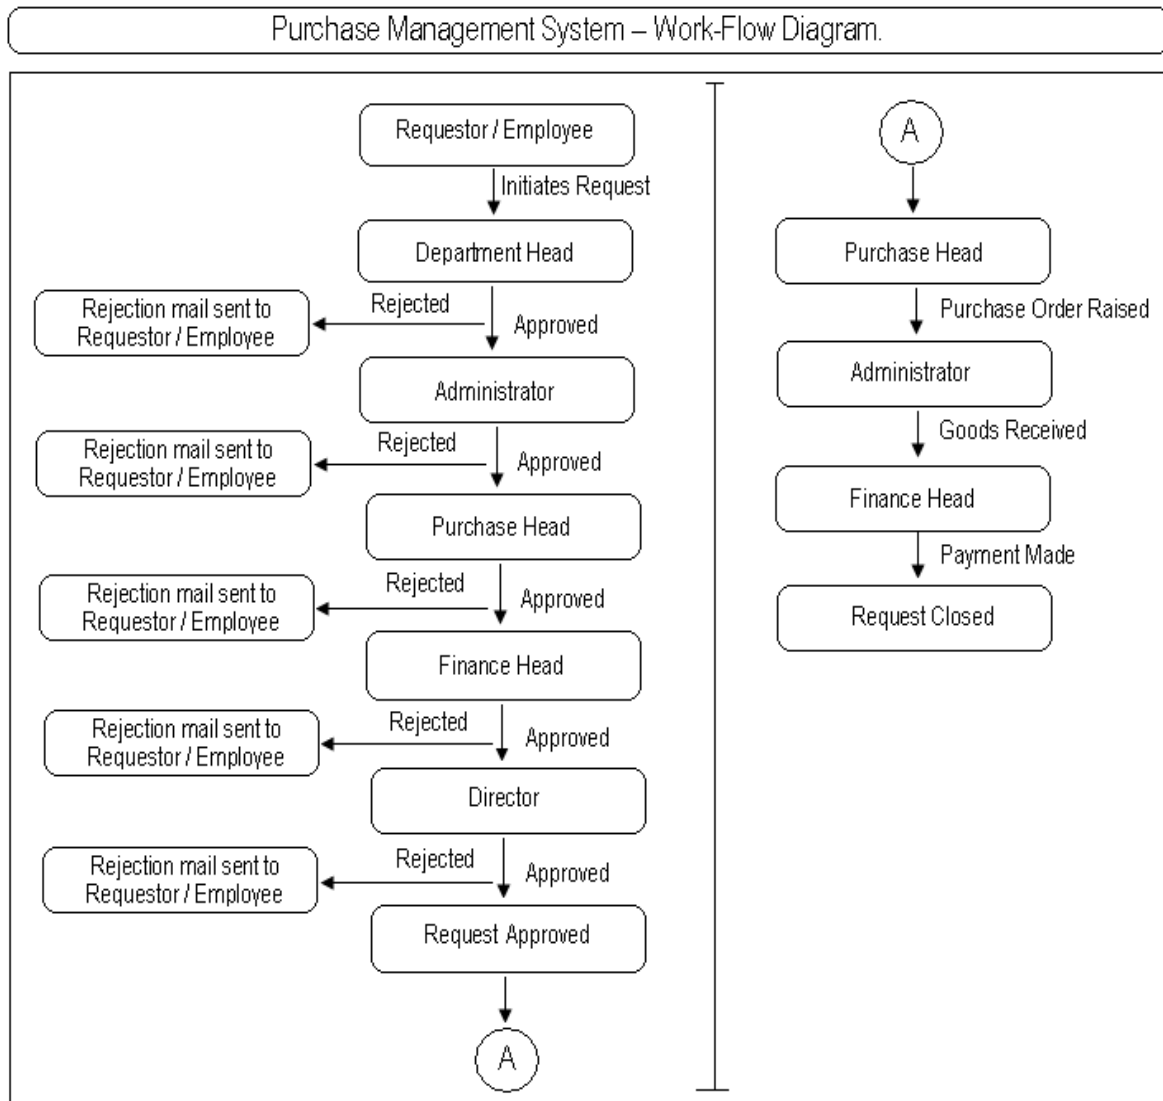 Purchase Management System – Work-Flow Diagram.
Requestor / Employee
Initiates Request
Department Head
Rejected
Approved
Rejection mail sent to
Requestor / Employee
Administrator
Rejected
Approved
Rejection mail sent to
Requestor / Employee
Purchase Head
Rejected
Approved
Rejection mail sent to
Requestor / Employee
Finance Head
Rejected
Approved
Rejection mail sent to
Requestor / Employee
Director
Rejected
Approved
Rejection mail sent to
Requestor / Employee
Request Approved
A
A
Purchase Head
Purchase Order Raised
Administrator
Goods Received
Finance Head
Payment Made
Request Closed